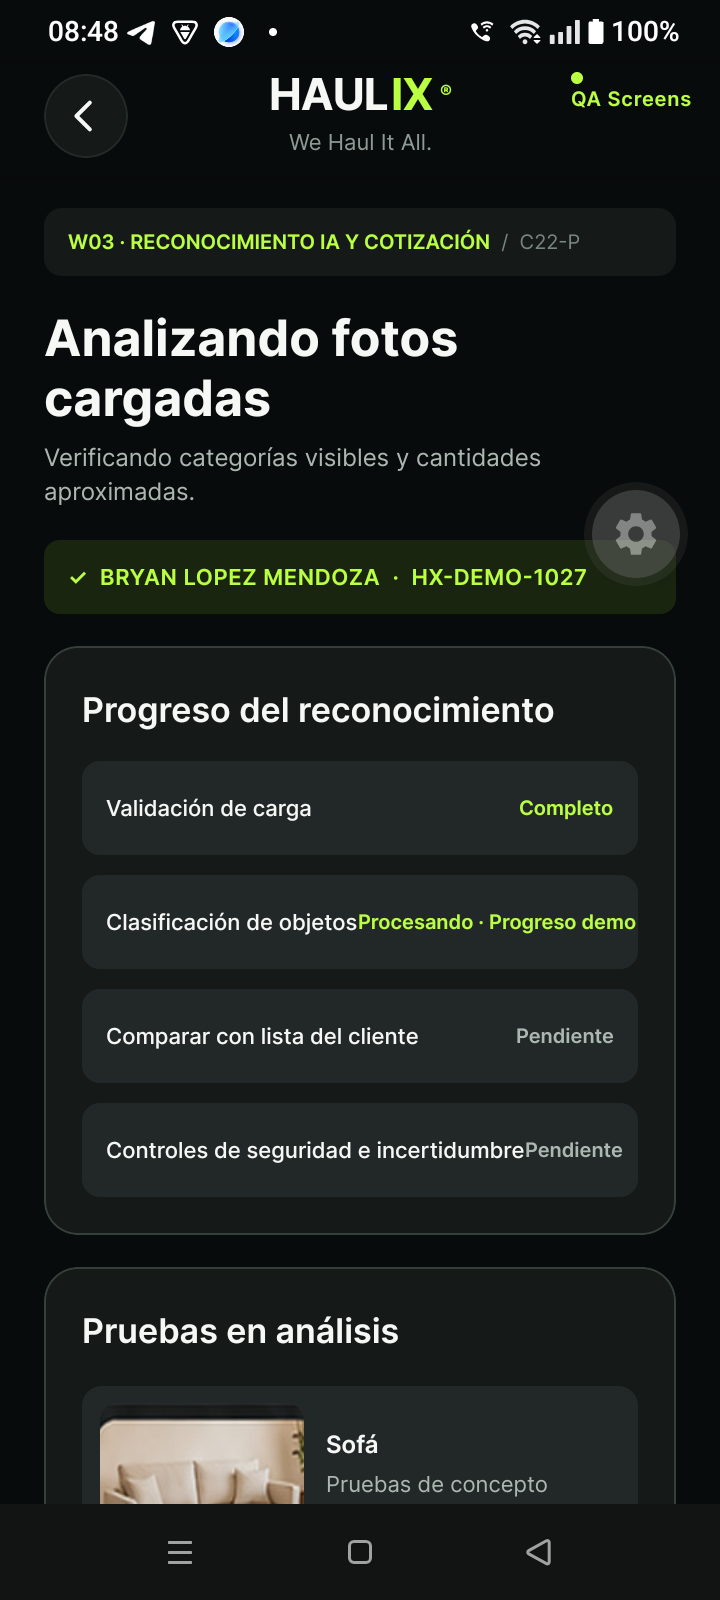 08:48
100%
HAULIX ®
QA Screens
We Haul It All.
W03 · RECONOCIMIENTO IA Y COTIZACIÓN / C22-P
Analizando fotos
cargadas
Verificando categorías visibles y cantidades
aproximadas.
✓ BRYAN LOPEZ MENDOZA · HX-DEMO-1027
Progreso del reconocimiento
Validación de carga Completo
Clasificación de objetos Procesando · Progreso demo
Comparar con lista del cliente Pendiente
Controles de seguridad e incertidumbre Pendiente
Pruebas en análisis
Sofá
Pruebas de concepto